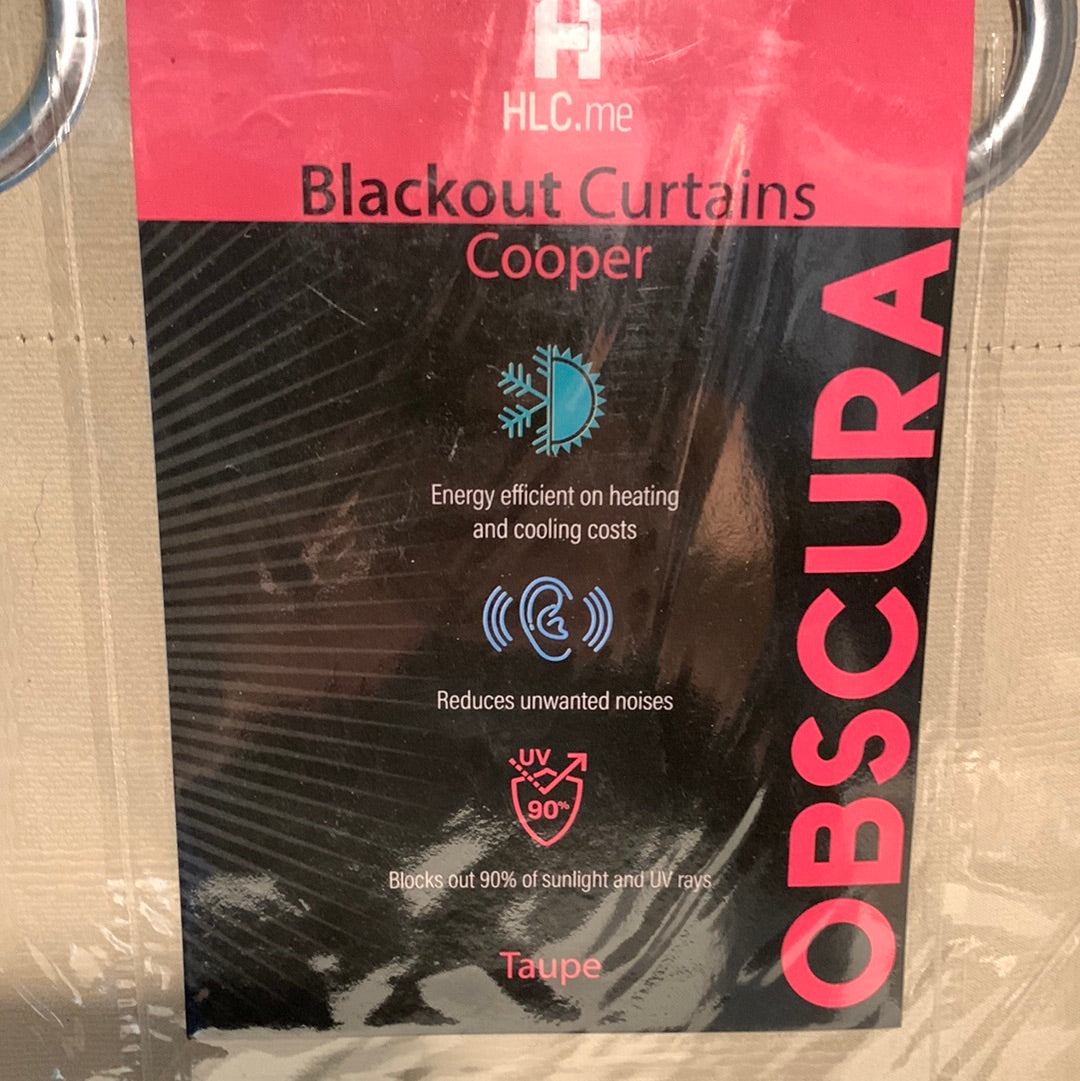 H
HLC.me
Blackout Curtains
Cooper
Energy efficient on heating
and cooling costs
Reduces unwanted noises
UV
90%
Blocks out 90% of sunlight and UV rays
Taupe
OBSCURA